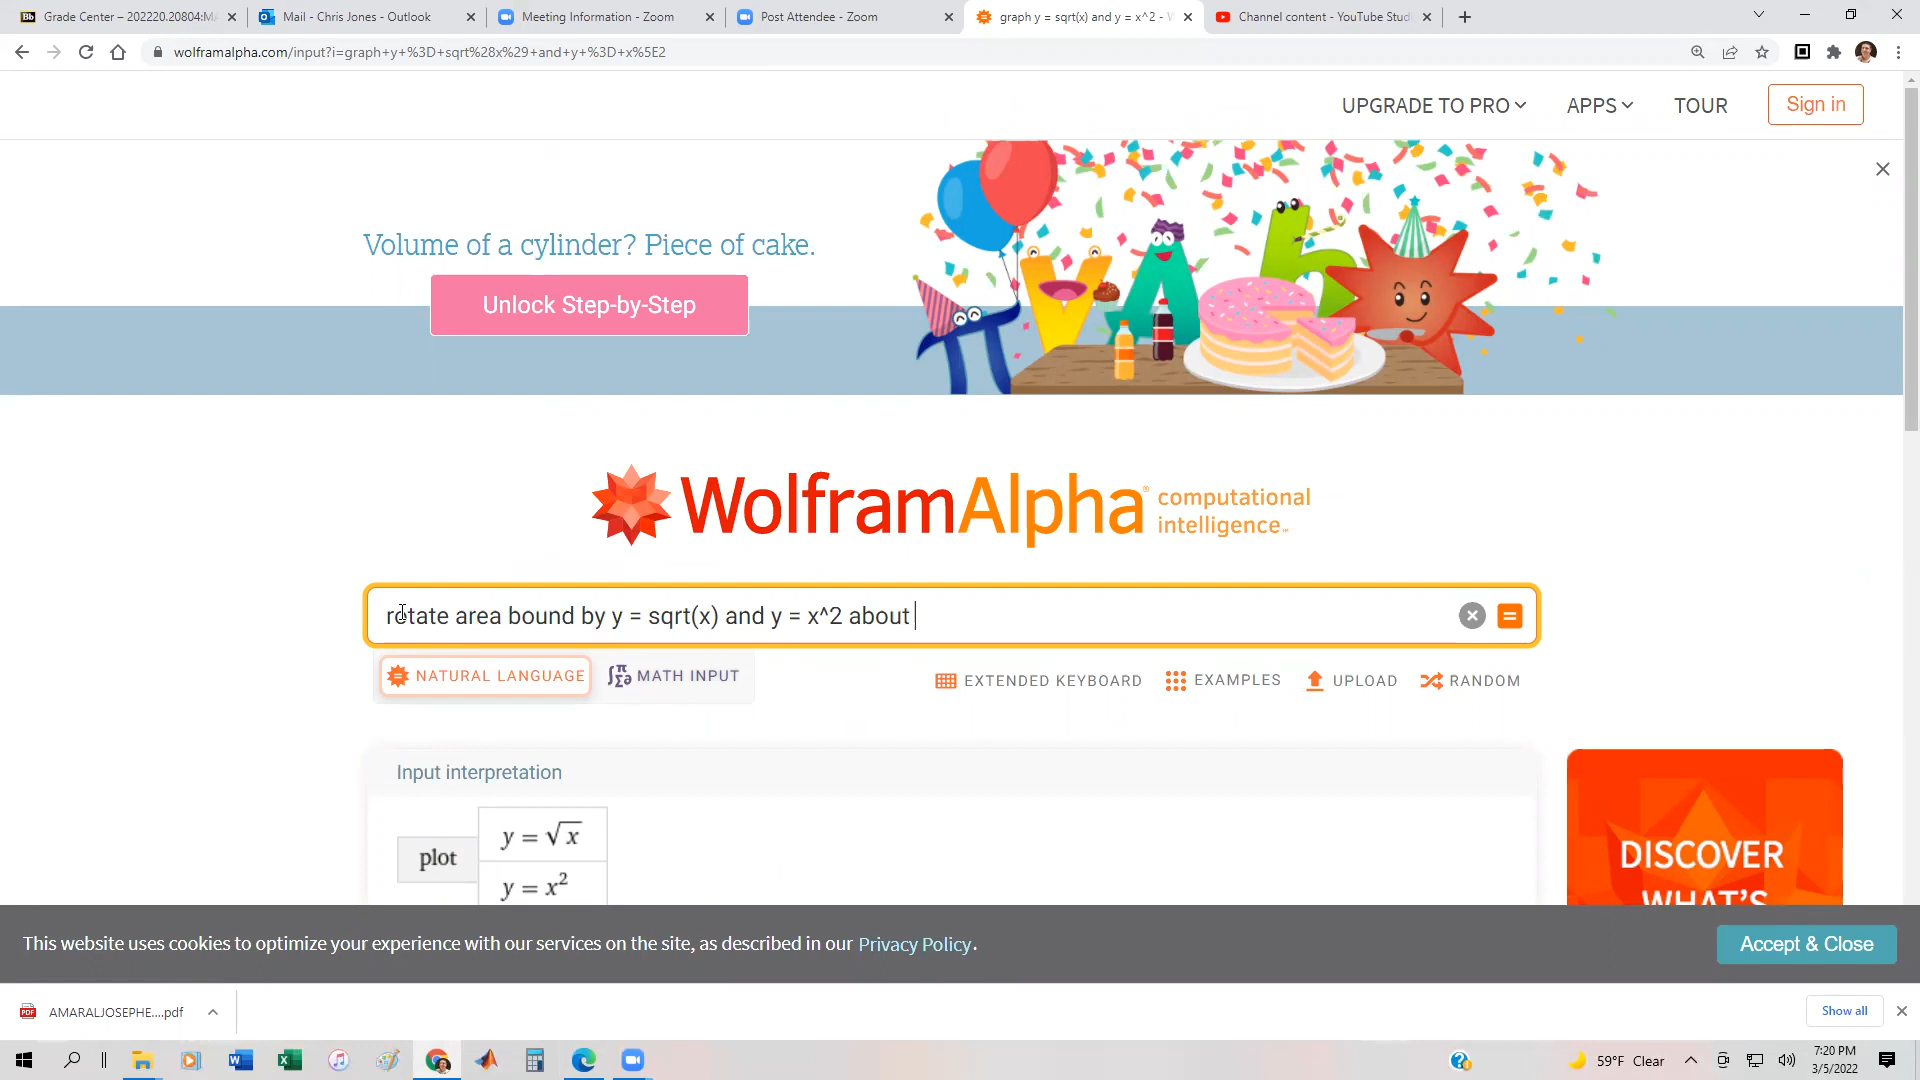 Grade Center – 202220.20804:MA
Mail - Chris Jones - Outlook
Meeting Information - Zoom
Post Attendee - Zoom
graph y = sqrt(x) and y = x^2 - W
Channel content - YouTube Stud
wolframalpha.com/input?i=graph+y+%3D+sqrt%28x%29+and+y+%3D+x%5E2
UPGRADE TO PRO
APPS
TOUR
Sign in
Volume of a cylinder? Piece of cake.
Unlock Step-by-Step
WolframAlpha computational intelligence
rotate area bound by y = sqrt(x) and y = x^2 about
NATURAL LANGUAGE
MATH INPUT
EXTENDED KEYBOARD
EXAMPLES
UPLOAD
RANDOM
Input interpretation
plot
y = √x
y = x²
DISCOVER
WHAT'S
This website uses cookies to optimize your experience with our services on the site, as described in our Privacy Policy.
Accept & Close
AMARALJOSEPHE....pdf
Show all
59°F Clear
7:20 PM
3/5/2022